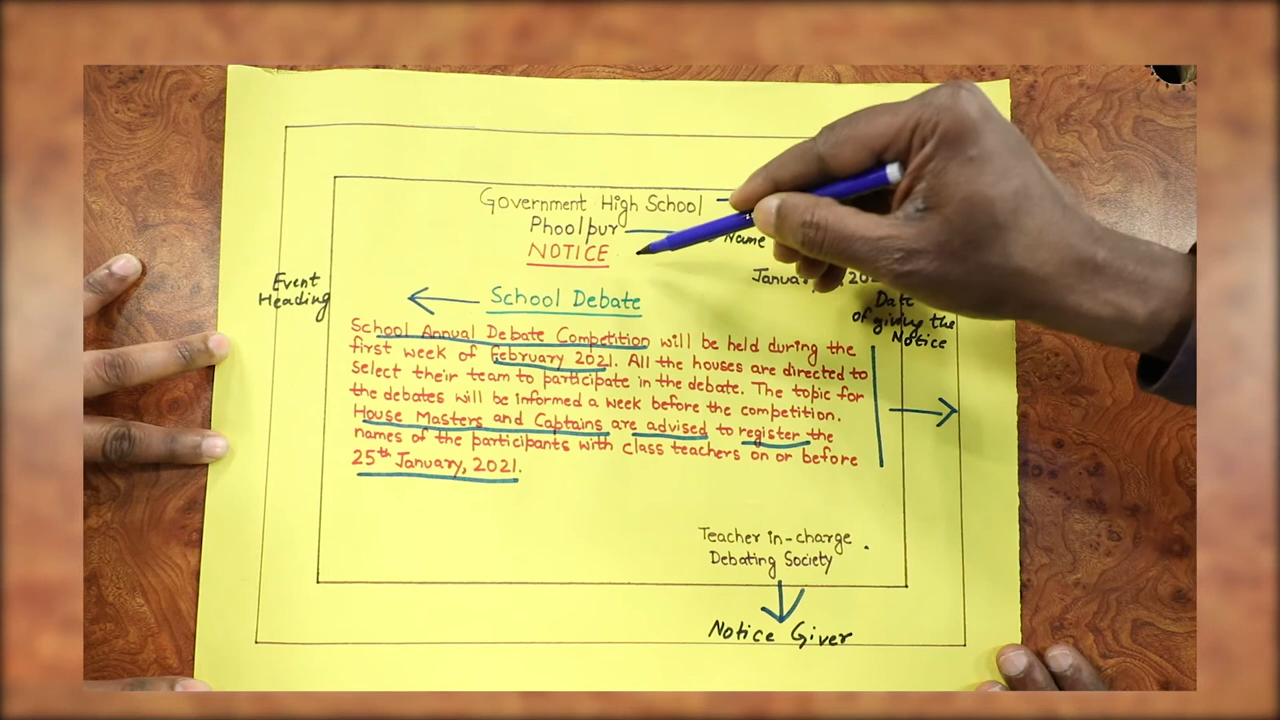 Government High School
Phoolpur
Name
NOTICE
January,
Date
of giving the
Notice
Event
Heading
School Debate
School Annual Debate Competition will be held during the
first week of February 2021. All the houses are directed to
Select their team to participate in the debate. The topic for
the debates will be informed a week before the competition.
House Masters and Captains are advised to register the
names of the participants with class teachers on or before
25th January, 2021.
Teacher in-charge
Debating Society
Notice Giver